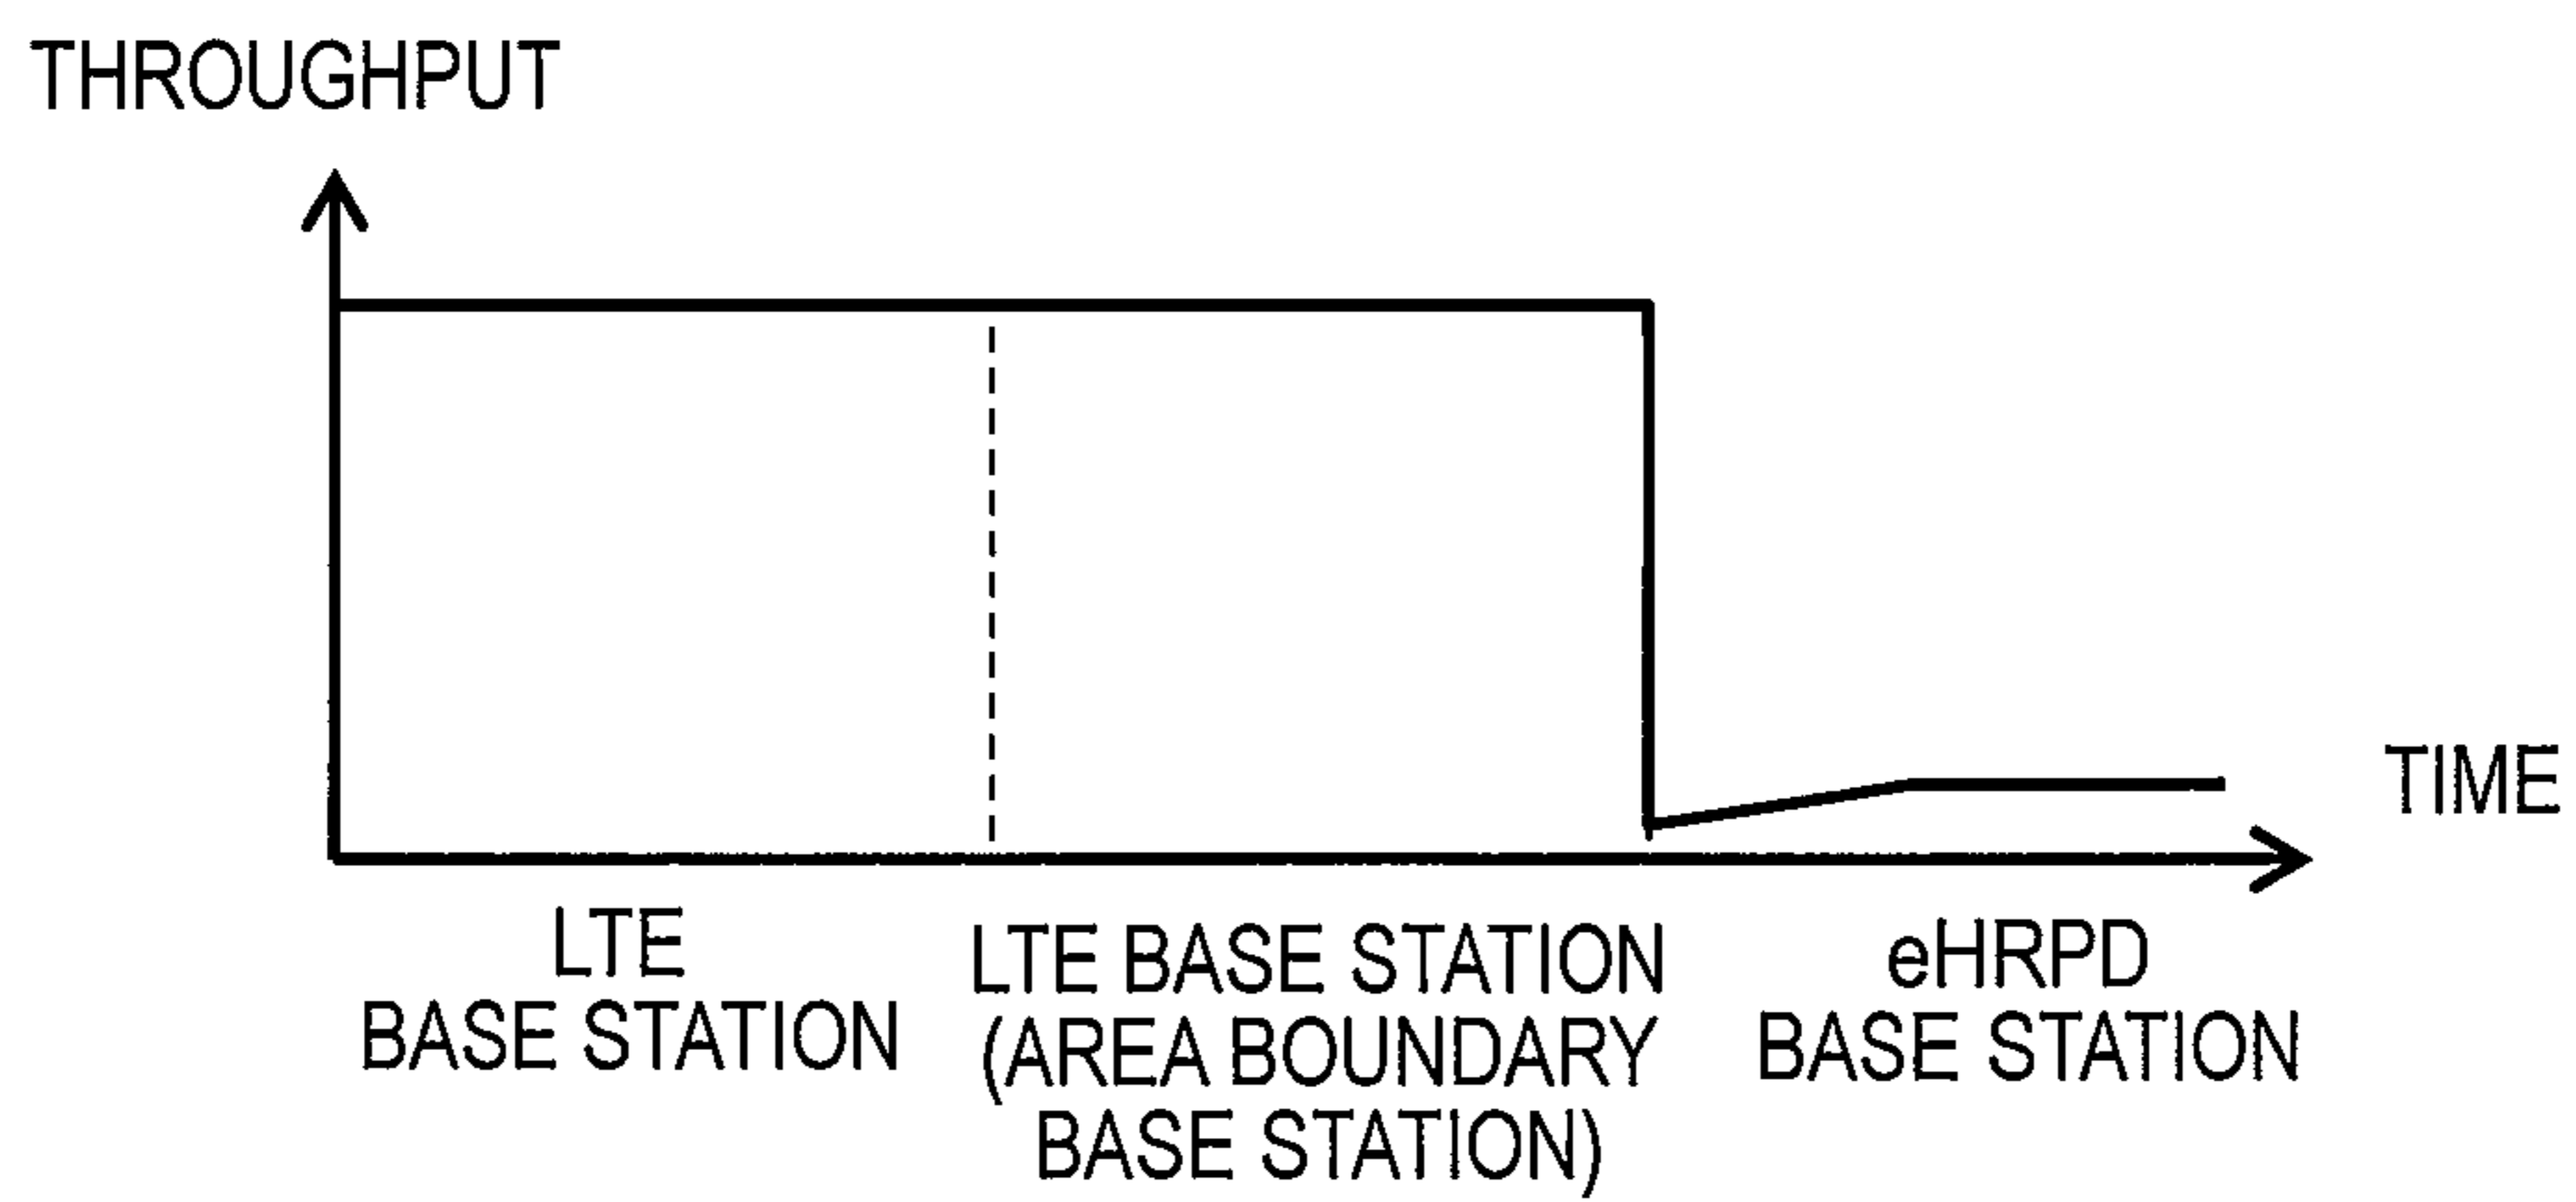 THROUGHPUT
TIME
LTE
BASE STATION
LTE BASE STATION
(AREA BOUNDARY
BASE STATION)
eHRPD
BASE STATION